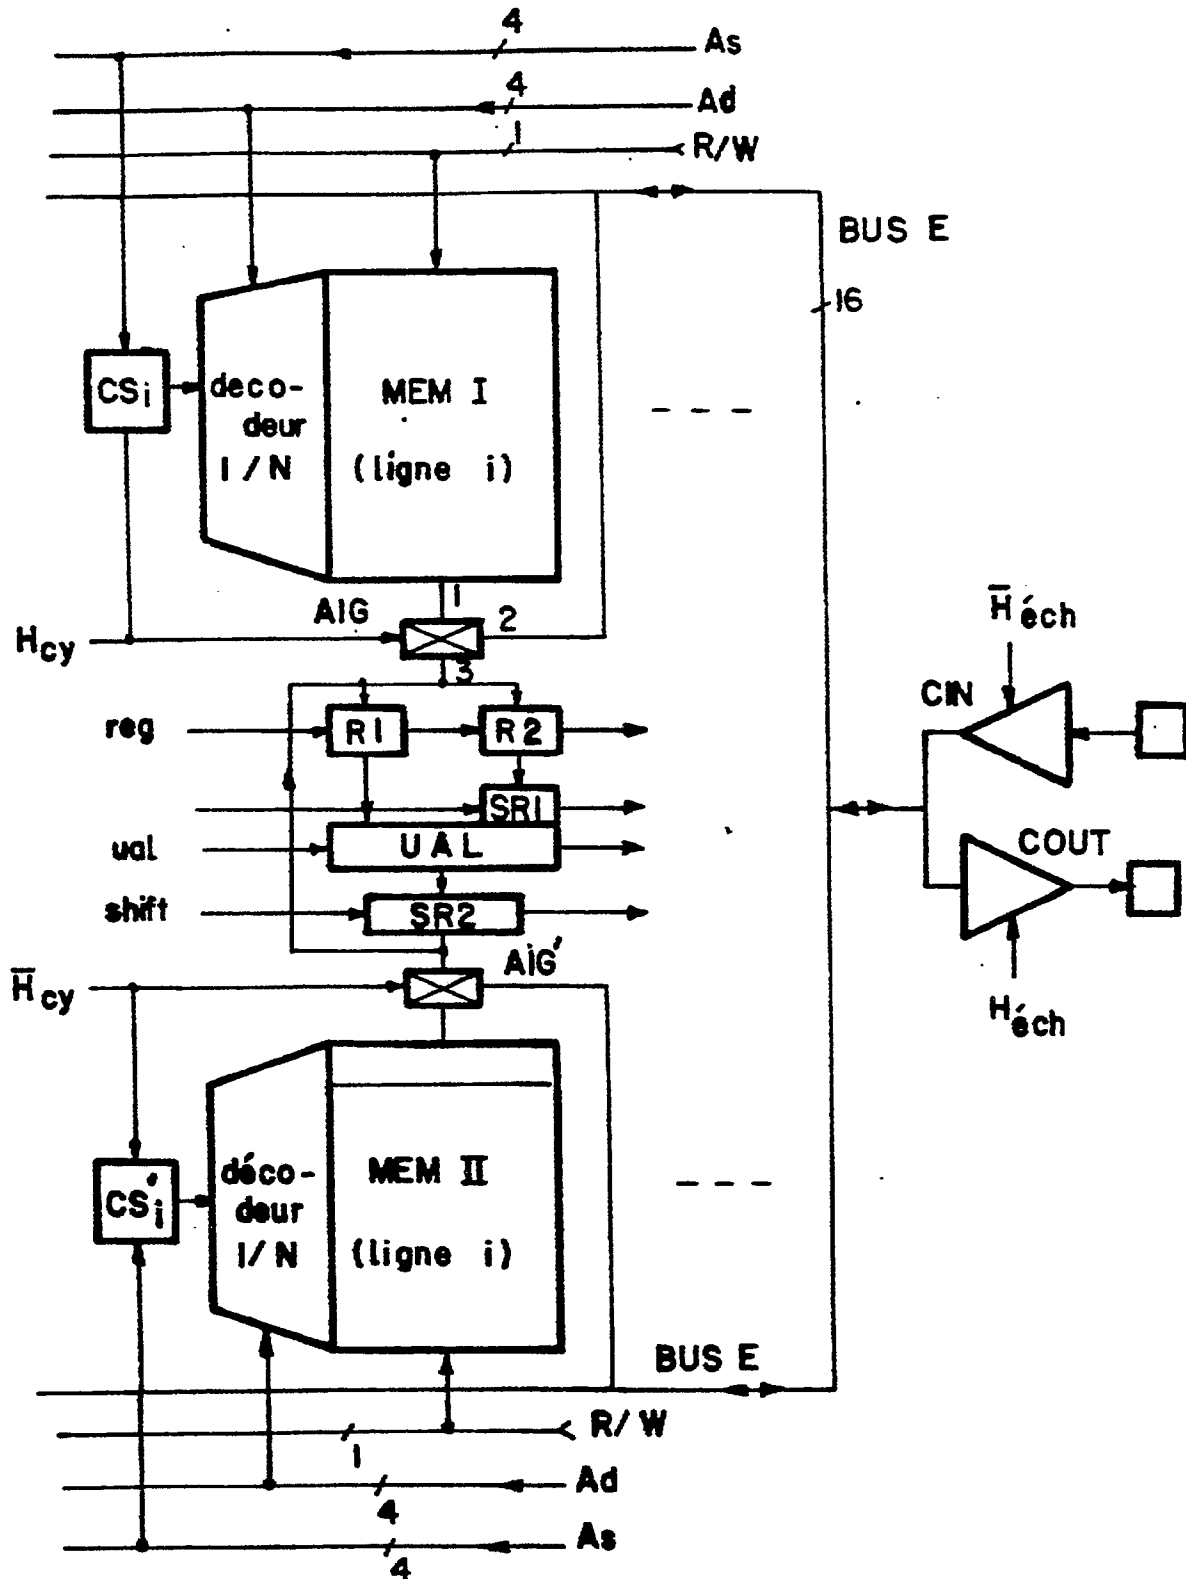 4
As
4
Ad
1
R/W
BUS E
16
CSi
deco-
deur
1/N
MEM I
(ligne i)
AIG
1
2
3
Hcy
H̅éch
CIN
reg
R1
R2
SR1
ual
UAL
COUT
shift
SR2
AIG'
H̅cy
Héch
CS'i
déco-
deur
1/N
MEM II
(ligne i)
BUS E
R/W
1
Ad
4
As
4